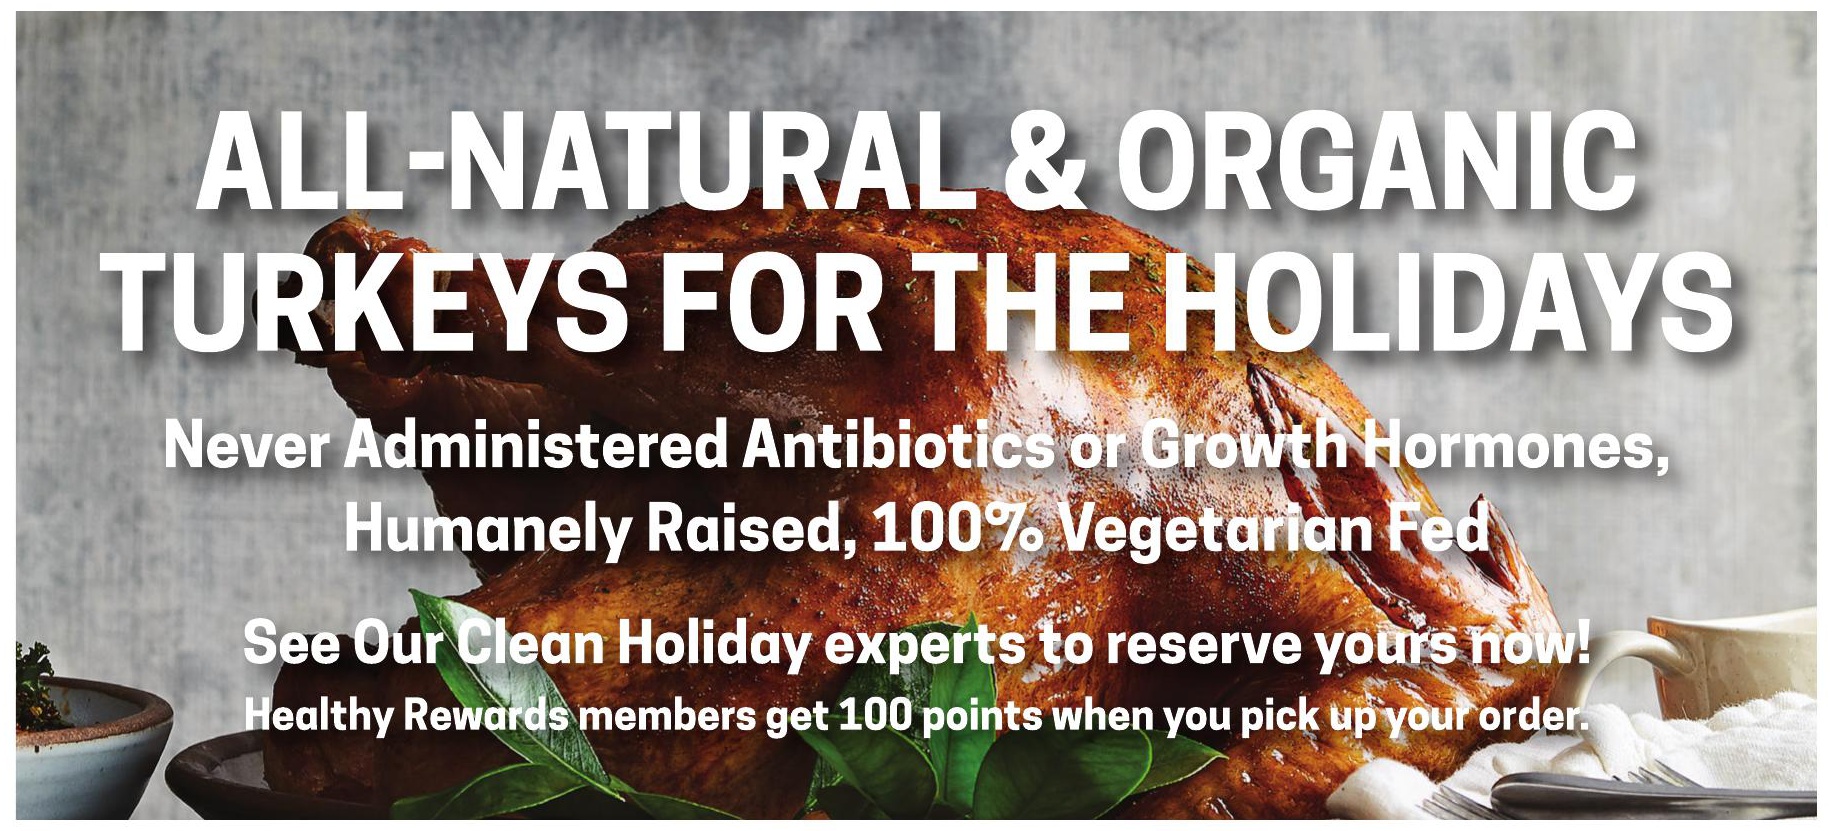 ALL-NATURAL & ORGANIC
TURKEYS FOR THE HOLIDAYS
Never Administered Antibiotics or Growth Hormones,
Humanely Raised, 100% Vegetarian Fed
See Our Clean Holiday experts to reserve yours now!
Healthy Rewards members get 100 points when you pick up your order.